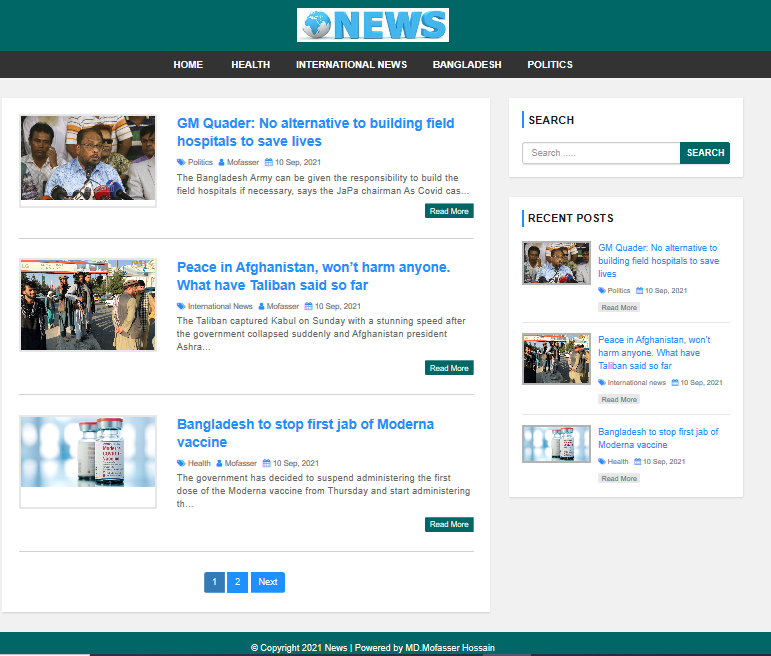 NEWS
HOME HEALTH INTERNATIONAL NEWS BANGLADESH POLITICS
GM Quader: No alternative to building field
hospitals to save lives
Politics Mofasser 10 Sep, 2021
The Bangladesh Army can be given the responsibility to build the
field hospitals if necessary, says the JaPa chairman As Covid cas...
Read More
Peace in Afghanistan, won't harm anyone.
What have Taliban said so far
International News Mofasser 10 Sep, 2021
The Taliban captured Kabul on Sunday with a stunning speed after
the government collapsed suddenly and Afghanistan president
Ashra...
Read More
Bangladesh to stop first jab of Moderna
vaccine
Health Mofasser 10 Sep, 2021
The government has decided to suspend administering the first
dose of the Moderna vaccine from Thursday and start administering
th...
Read More
1 2 Next
SEARCH
Search ..... SEARCH
RECENT POSTS
GM Quader: No alternative to
building field hospitals to save
lives
Politics 10 Sep, 2021
Read More
Peace in Afghanistan, won't
harm anyone. What have
Taliban said so far
International news 10 Sep, 2021
Read More
Bangladesh to stop first jab of
Moderna vaccine
Health 10 Sep, 2021
Read More
© Copyright 2021 News | Powered by MD.Mofasser Hossain